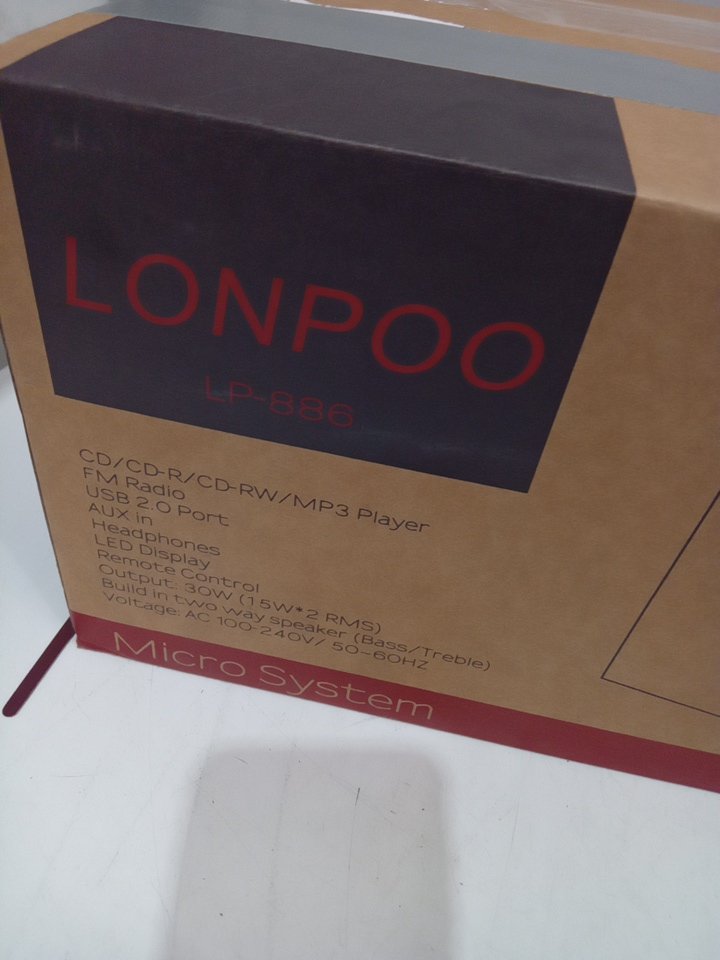 LONPOO
LP-886
CD/CD-R/CD-RW/MP3 Player
FM Radio
USB 2.0 Port
AUX in
Headphones
LED Display
Remote Control
Output: 30W (15W*2 RMS)
Build in two way speaker (Bass/Treble)
Voltage: AC 100-240V/ 50-60HZ
Micro System